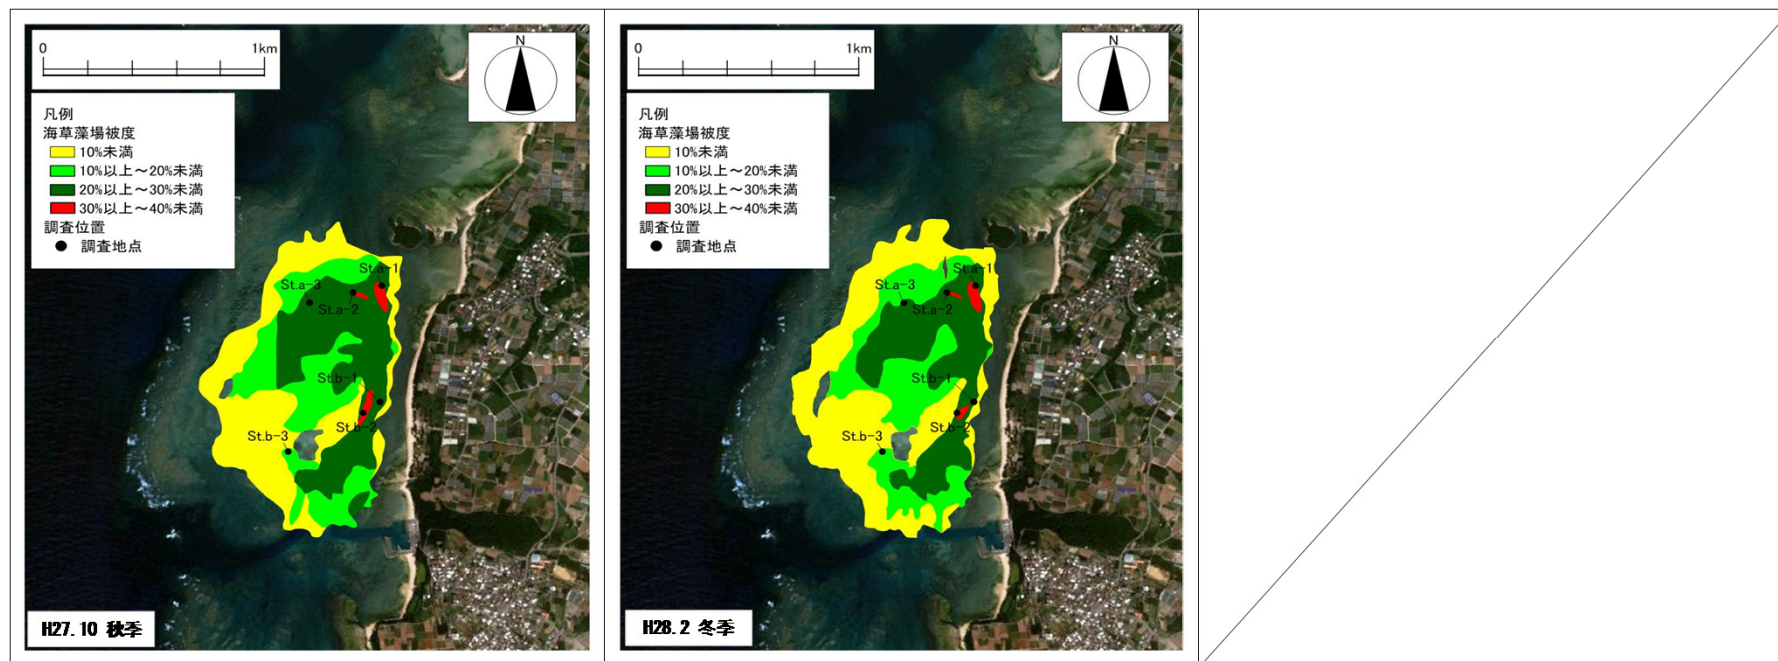 0 1km
N
凡例
海草藻場被度
10%未満
10%以上～20%未満
20%以上～30%未満
30%以上～40%未満
調査位置
調査地点
St.a-1
St.a-3
St.a-2
St.b-1
St.b-2
St.b-3
H27.10 秋季
0 1km
N
凡例
海草藻場被度
10%未満
10%以上～20%未満
20%以上～30%未満
30%以上～40%未満
調査位置
調査地点
St.a-1
St.a-3
St.a-2
St.b-1
St.b-2
St.b-3
H28.2 冬季